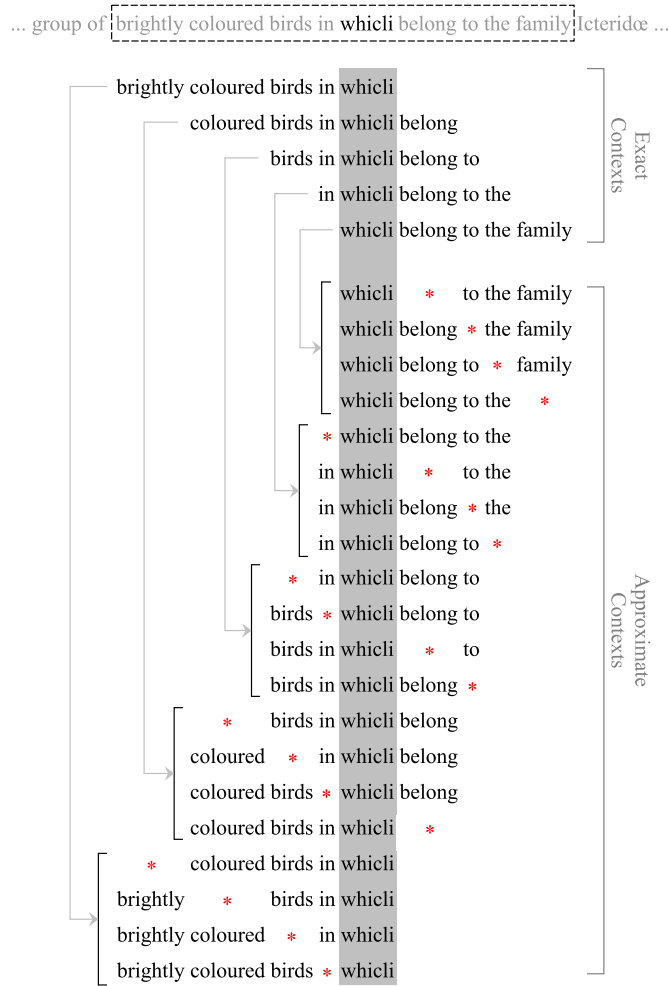 ... group of brightly coloured birds in whicli belong to the family Icteridœ ...
brightly coloured birds in whicli
coloured birds in whicli belong
birds in whicli belong to
in whicli belong to the
whicli belong to the family
Exact
Contexts
whicli * to the family
whicli belong * the family
whicli belong to * family
whicli belong to the *
* whicli belong to the
in whicli * to the
in whicli belong * the
in whicli belong to *
* in whicli belong to
birds * whicli belong to
birds in whicli * to
birds in whicli belong *
* birds in whicli belong
coloured * in whicli belong
coloured birds * whicli belong
coloured birds in whicli *
* coloured birds in whicli
brightly * birds in whicli
brightly coloured * in whicli
brightly coloured birds * whicli
Approximate
Contexts